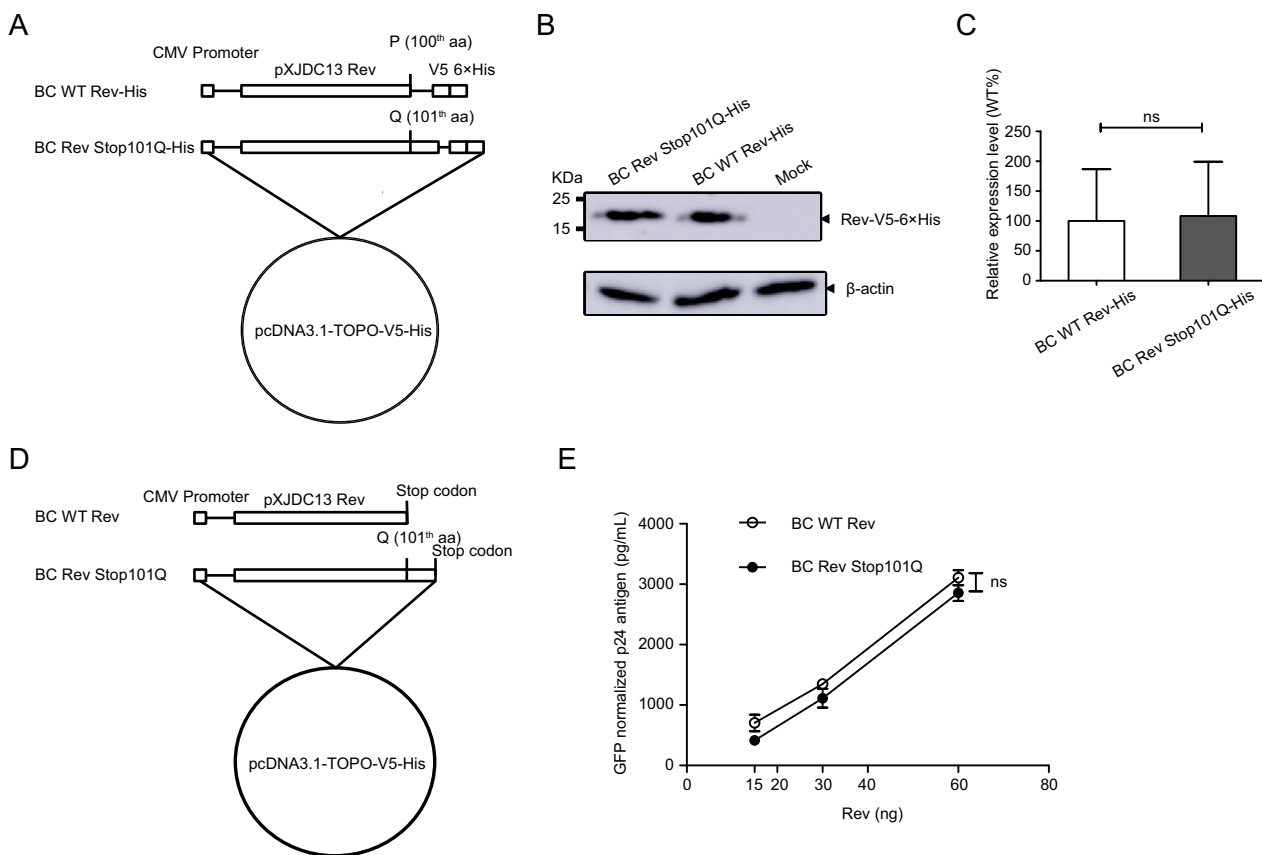 A
CMV Promoter
P (100th aa)
pXJDC13 Rev
V5 6×His
BC WT Rev-His
Q (101th aa)
BC Rev Stop101Q-His
pcDNA3.1-TOPO-V5-His
B
BC Rev Stop101Q-His
BC WT Rev-His
Mock
KDa
25
15
Rev-V5-6×His
β-actin
C
Relative expression level (WT%)
ns
250
200
150
100
50
0
BC WT Rev-His
BC Rev Stop101Q-His
D
CMV Promoter
pXJDC13 Rev
Stop codon
BC WT Rev
Q (101th aa)
Stop codon
BC Rev Stop101Q
pcDNA3.1-TOPO-V5-His
E
GFP normalized p24 antigen (pg/mL)
4000
3000
2000
1000
0
BC WT Rev
BC Rev Stop101Q
ns
0 15 20 30 40 60 80
Rev (ng)